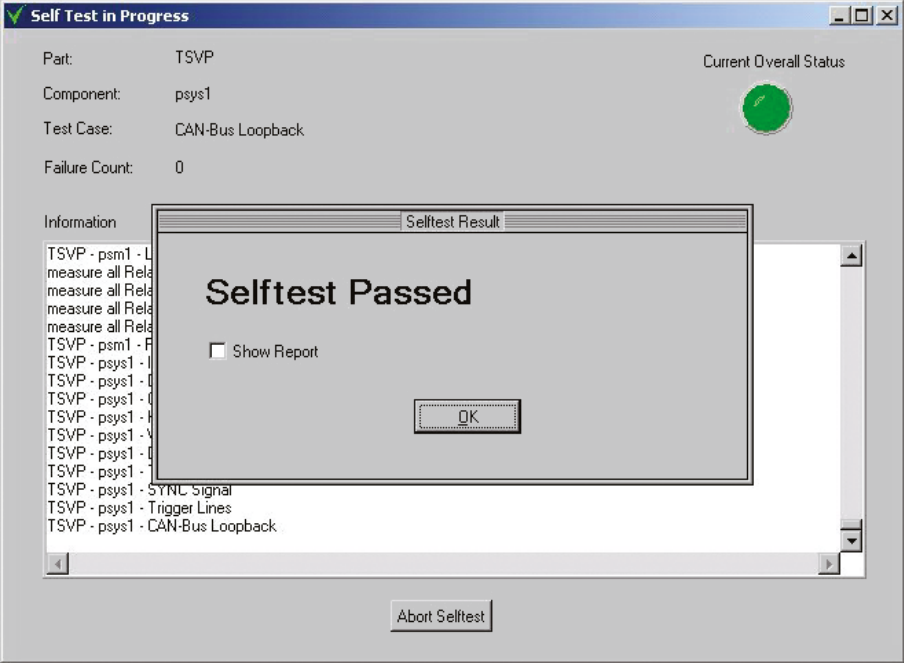 Self Test in Progress
Part: TSVP
Current Overall Status
Component: psys1
Test Case: CAN-Bus Loopback
Failure Count: 0
Information
Selftest Result
Selftest Passed
Show Report
OK
TSVP - psm1 -
measure all Rela
measure all Rela
measure all Rela
measure all Rela
TSVP - psm1 -
TSVP - psys1 -
TSVP - psys1 -
TSVP - psys1 -
TSVP - psys1 -
TSVP - psys1 -
TSVP - psys1 -
TSVP - psys1 -
TSVP - psys1 - SYNC Signal
TSVP - psys1 - Trigger Lines
TSVP - psys1 - CAN-Bus Loopback
Abort Selftest